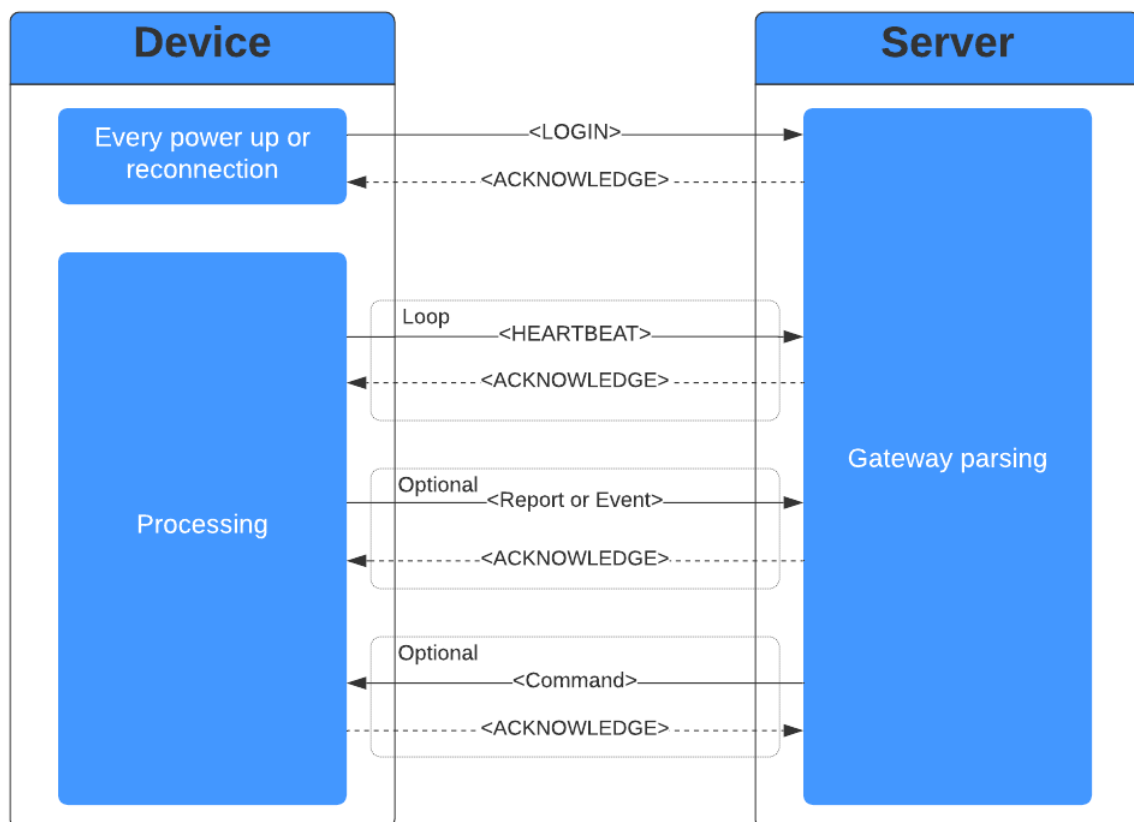 Device
Server
Every power up or
reconnection
<LOGIN>
<ACKNOWLEDGE>
Loop
<HEARTBEAT>
<ACKNOWLEDGE>
Gateway parsing
Optional
<Report or Event>
Processing
<ACKNOWLEDGE>
Optional
<Command>
<ACKNOWLEDGE>